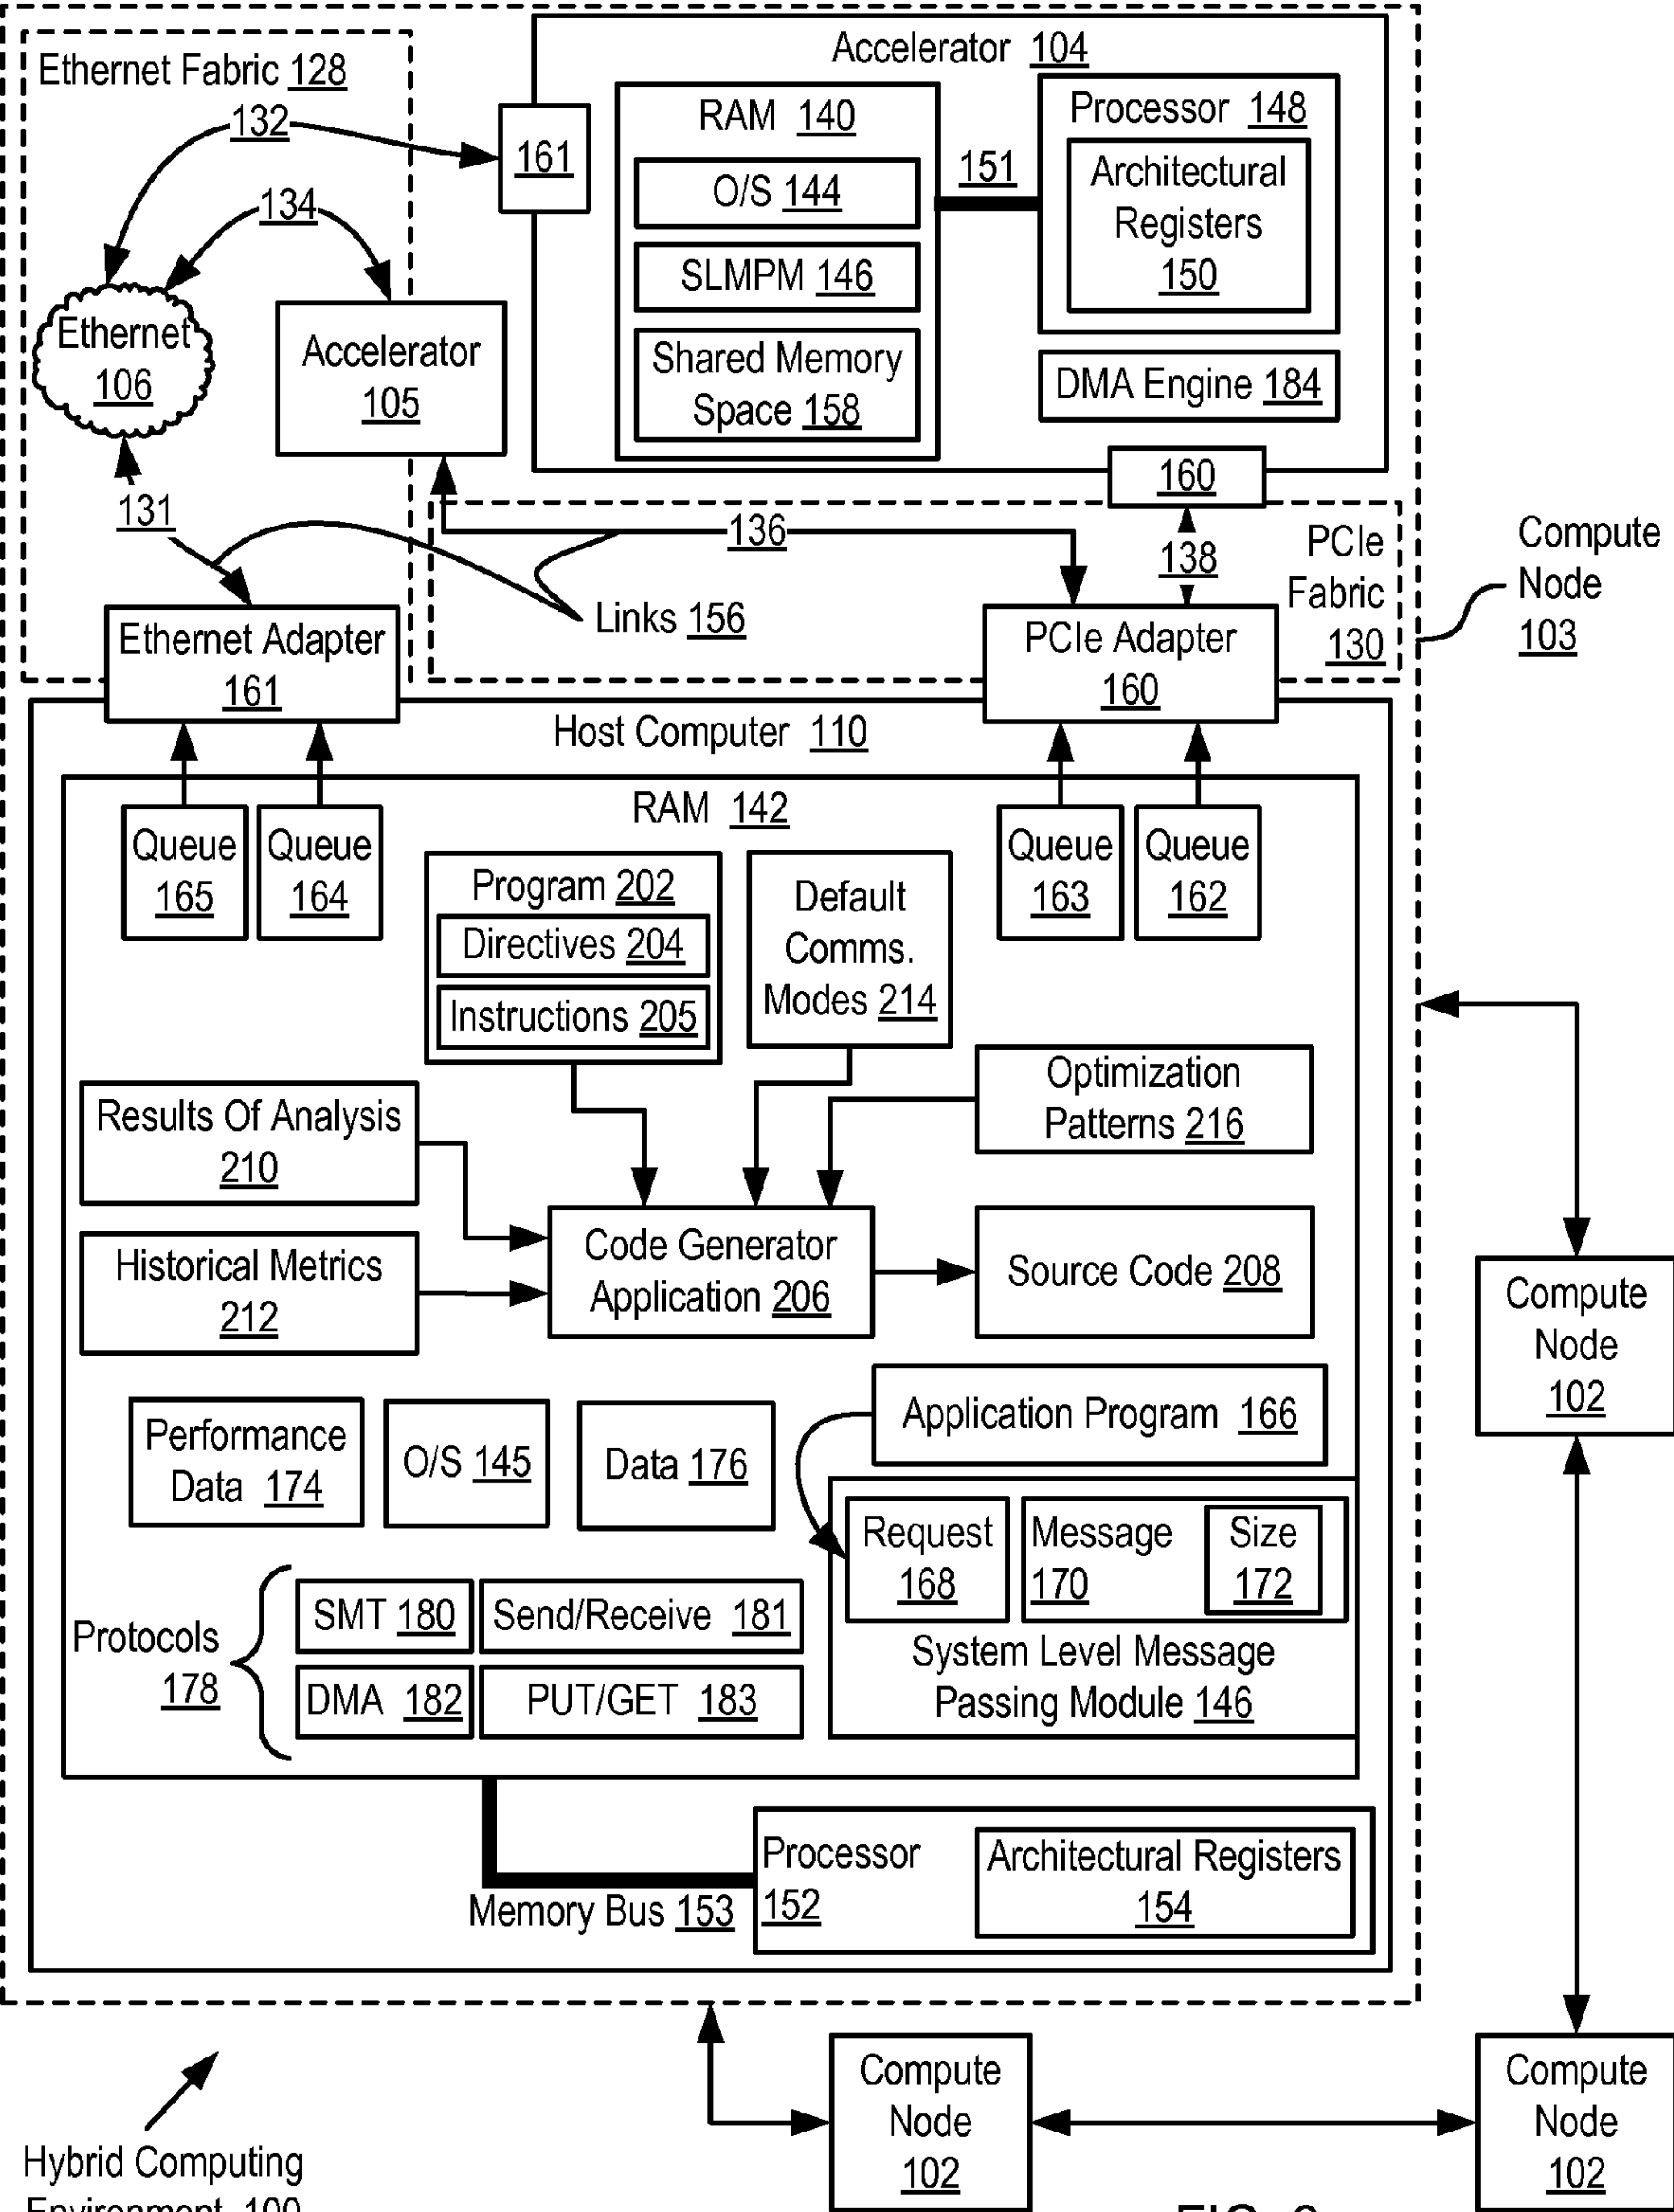 Ethernet Fabric 128
132
134
Ethernet
106
Accelerator
105
131
Accelerator 104
161
RAM 140
O/S 144
SLMPM 146
Shared Memory
Space 158
151
Processor 148
Architectural
Registers
150
DMA Engine 184
160
136
138
PCIe
Fabric
130
Links 156
Compute
Node
103
Ethernet Adapter
161
PCIe Adapter
160
Host Computer 110
RAM 142
Queue
165
Queue
164
Program 202
Directives 204
Instructions 205
Default
Comms.
Modes 214
Queue
163
Queue
162
Results Of Analysis
210
Optimization
Patterns 216
Historical Metrics
212
Code Generator
Application 206
Source Code 208
Performance
Data 174
O/S 145
Data 176
Application Program 166
Request
168
Message
170
Size
172
System Level Message
Passing Module 146
Protocols
178
SMT 180
Send/Receive 181
DMA 182
PUT/GET 183
Memory Bus 153
Processor
152
Architectural Registers
154
Compute
Node
102
Compute
Node
102
Compute
Node
102
Hybrid Computing
Environment 100